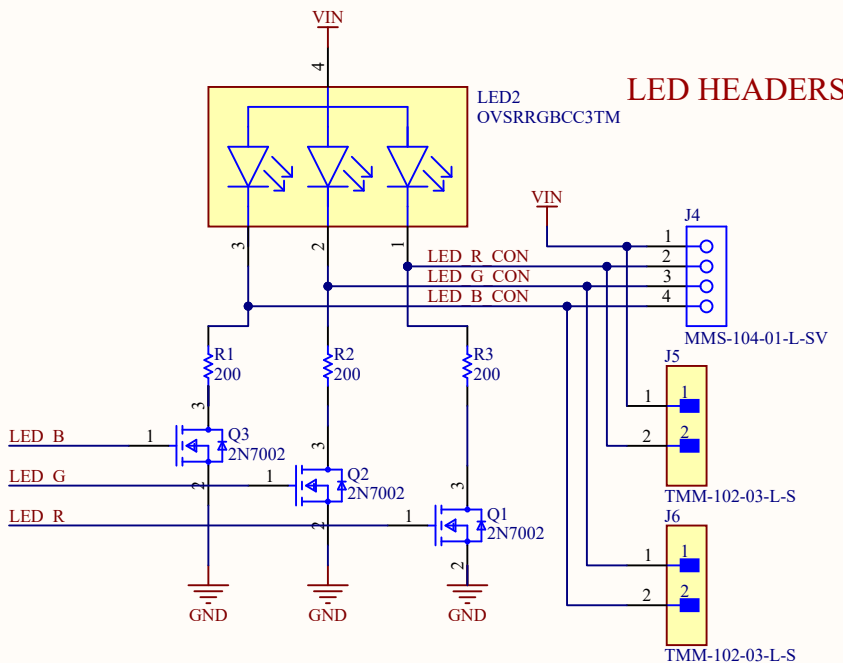 VIN
4
LED2
OVSRRGBCC3TM
LED HEADERS
3
2
1
VIN
J4
1
LED R CON
2
LED G CON
3
LED B CON
4
MMS-104-01-L-SV
R1
200
R2
200
R3
200
J5
1
1
2
2
TMM-102-03-L-S
3
LED B
1
Q3
2N7002
2
3
LED G
1
Q2
2N7002
2
3
LED R
1
Q1
2N7002
2
J6
1
1
2
2
TMM-102-03-L-S
GND
GND
GND